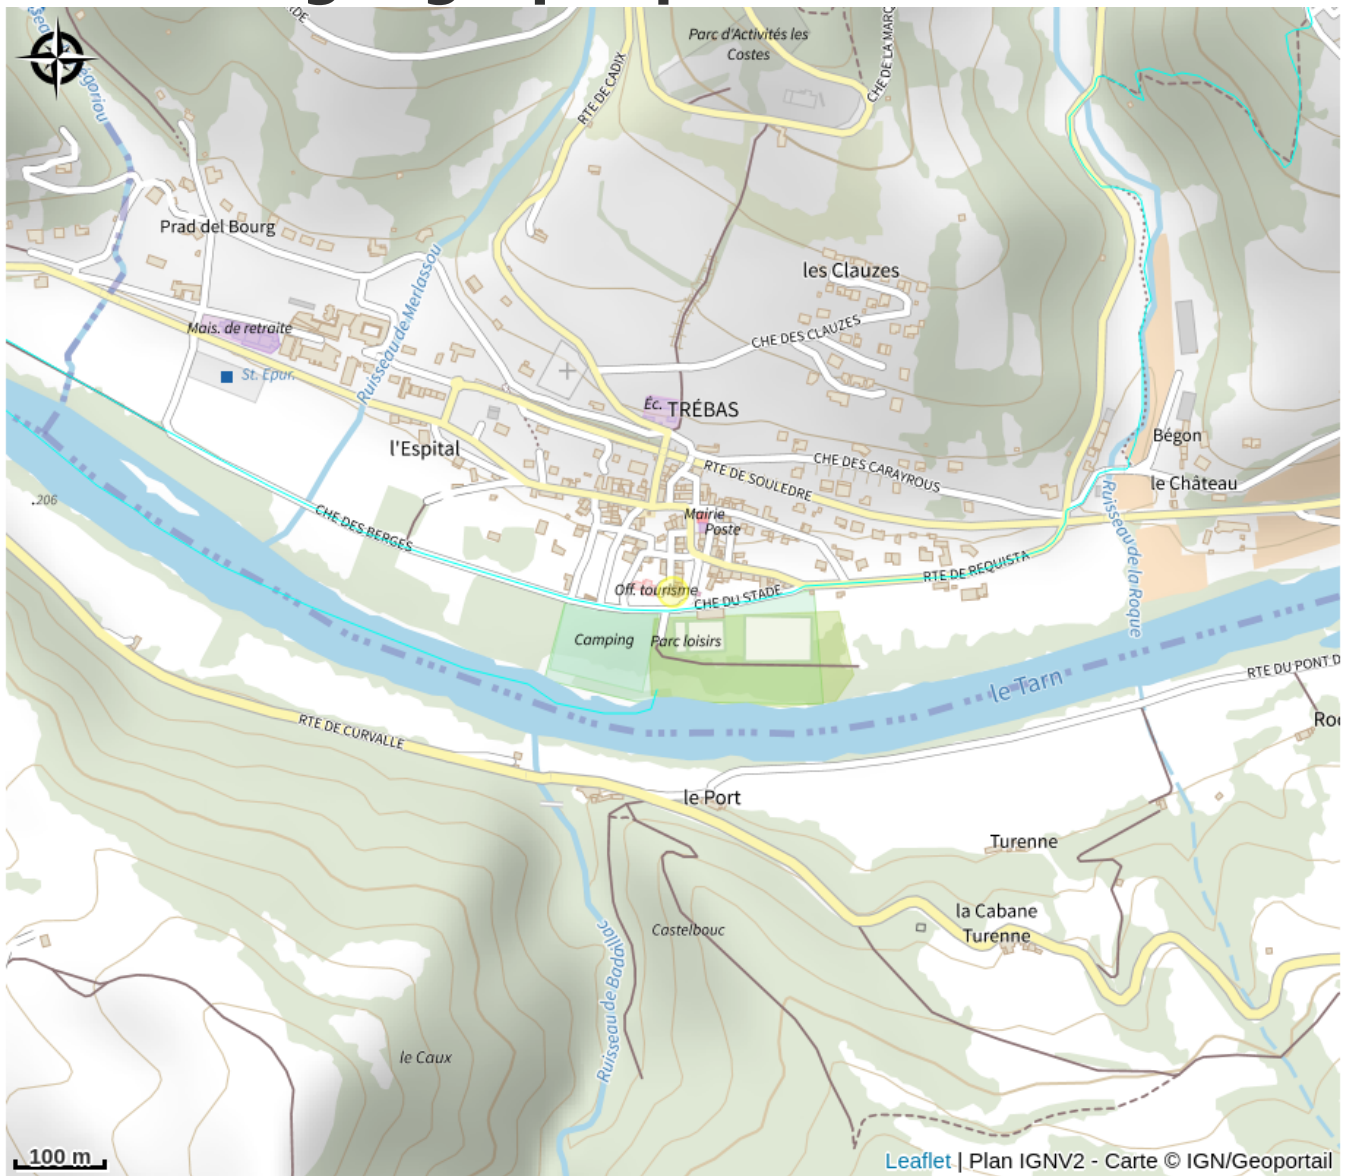 Parc d'Activités les
Costes
RTE DE CADIX
CHE DE LA MARC
Prad del Bourg
Ruisseau de Merlassou
les Clauzes
CHE DES CLAUZES
Mais. de retraite
St. Epur.
Éc.
TRÉBAS
l'Espital
Bégon
le Château
CHE DES CARAYROUS
RTE DE SOULEDRE
.206
CHE DES BERGES
Mairie
Poste
Ruisseau de la Roque
RTE DE REQUISTA
Off. tourisme
CHE DU STADE
Camping
Parc loisirs
le Tarn
RTE DU PONT D
RTE DE CURVALLE
Roc
le Port
Turenne
la Cabane
Turenne
Castelbouc
Ruisseau de Badaillac
le Caux
100 m
Leaflet | Plan IGNV2 - Carte © IGN/Geoportail